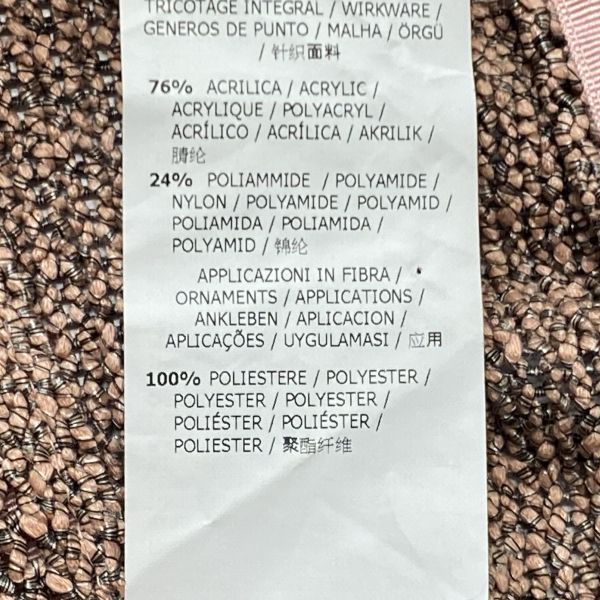 TRICOTAGE INTEGRAL / WIRKWARE /
GENEROS DE PUNTO / MALHA / ÖRGÜ
/ 针织面料
76% ACRILICA / ACRYLIC /
ACRYLIQUE / POLYACRYL /
ACRÍLICO / ACRÍLICA / AKRILIK /
腈纶
24% POLIAMMIDE / POLYAMIDE /
NYLON / POLYAMIDE / POLYAMID /
POLIAMIDA / POLIAMIDA /
POLYAMID / 锦纶
APPLICAZIONI IN FIBRA /
ORNAMENTS / APPLICATIONS /
ANKLEBEN / APLICACION /
APLICAÇÕES / UYGULAMASI / 应用
100% POLIESTERE / POLYESTER /
POLYESTER / POLYESTER /
POLIÉSTER / POLIÉSTER /
POLIESTER / 聚酯纤维